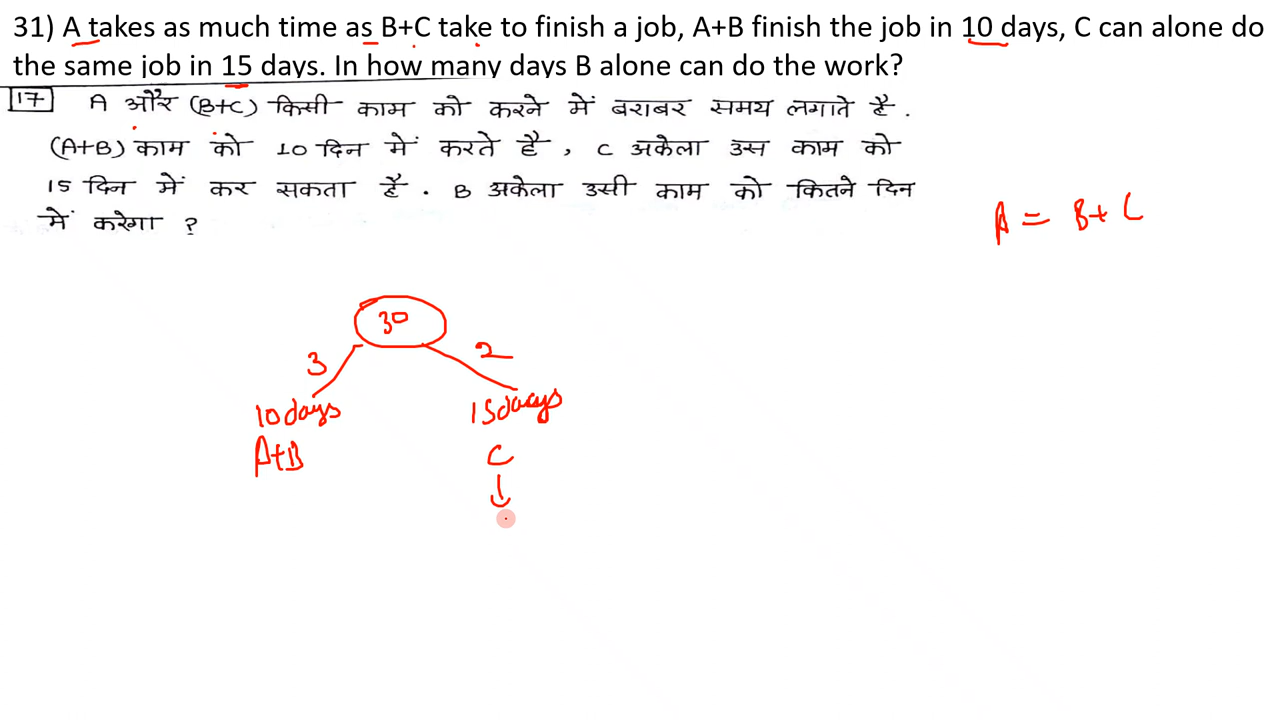 31) A takes as much time as B+C take to finish a job, A+B finish the job in 10 days, C can alone do
the same job in 15 days. In how many days B alone can do the work?
17 A और (B+C) किसी काम को करने में बराबर समय लगाते है.
(A+B) काम को 10 दिन में करते है, C अकेला उस काम को
15 दिन में कर सकता है. B अकेला उसी काम को कितने दिन
में करेगा ?
A = B+C
30
3 2
10 days 15 days
A+B C